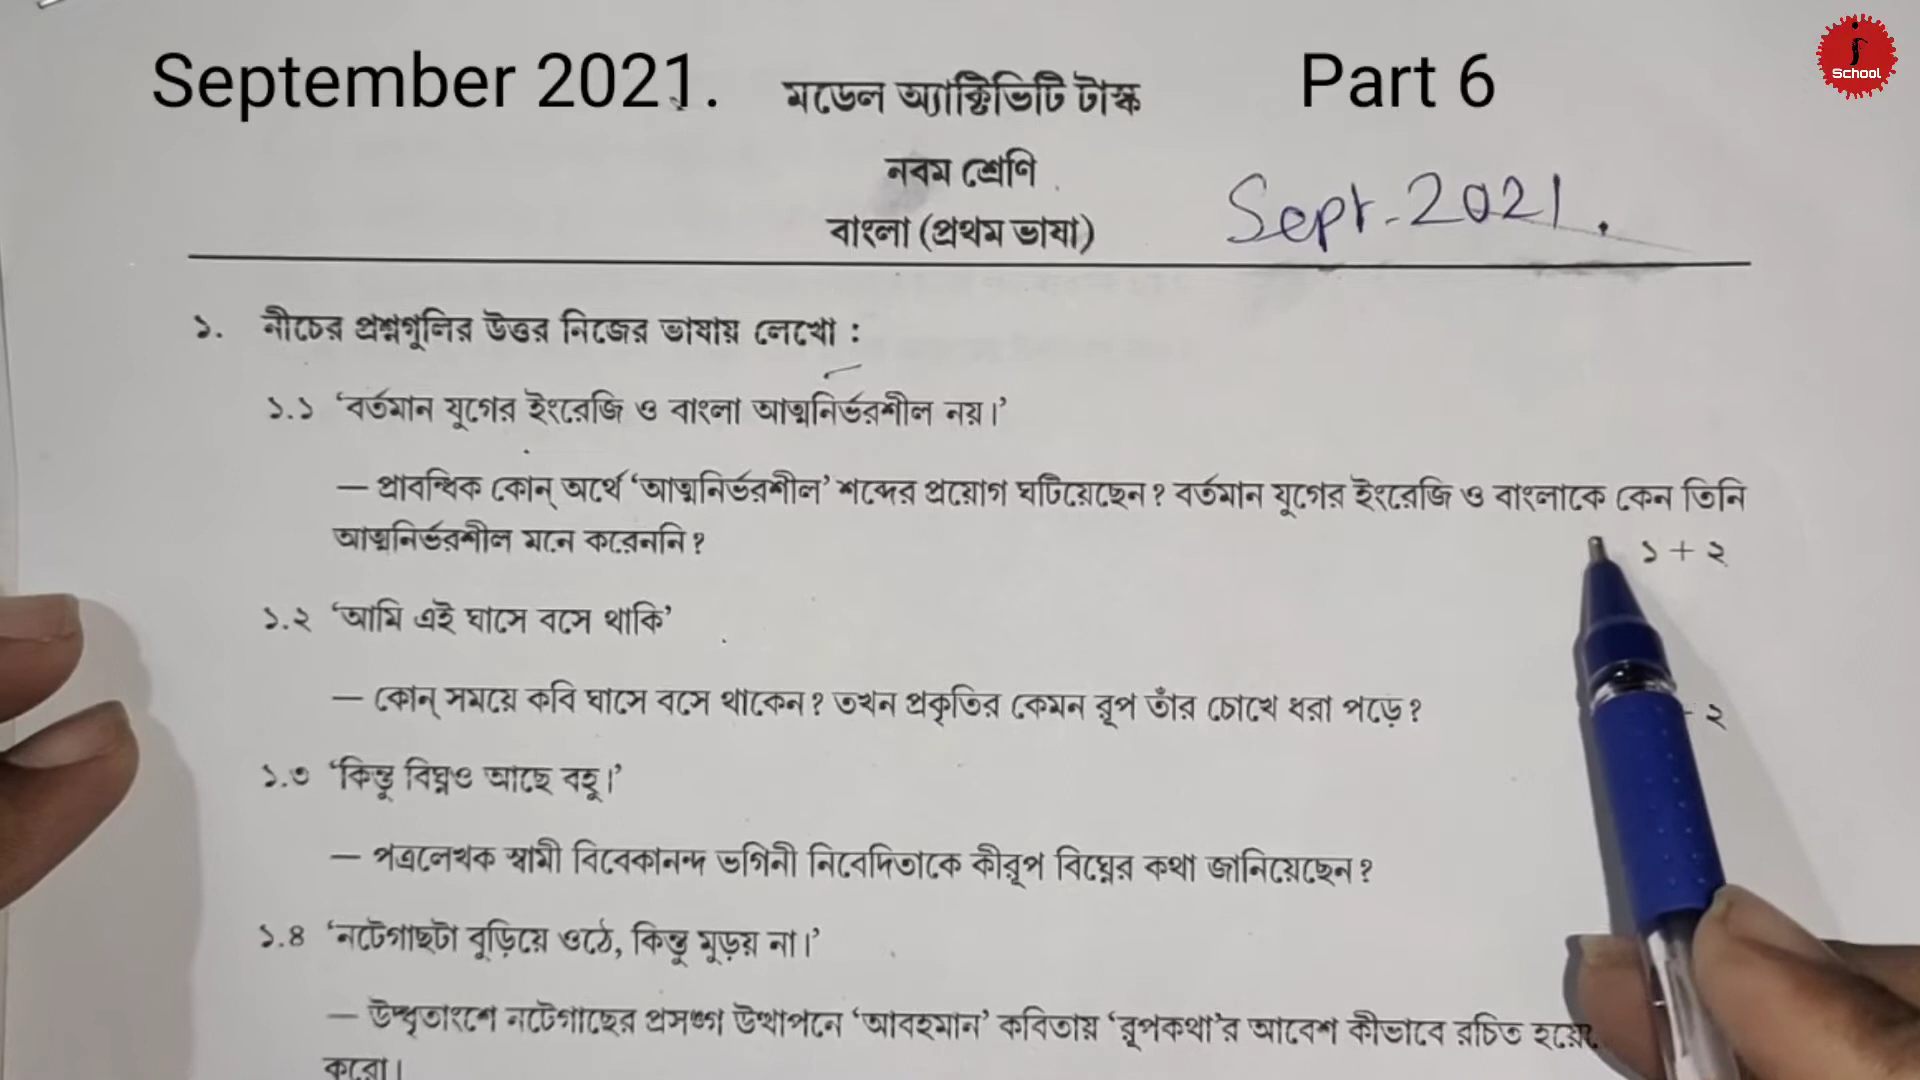 September 2021. মডেল অ্যাক্টিভিটি টাস্ক Part 6
School
নবম শ্রেণি
বাংলা (প্রথম ভাষা) Sept. 2021.
১. নীচের প্রশ্নগুলির উত্তর নিজের ভাষায় লেখো :
১.১ ‘বর্তমান যুগের ইংরেজি ও বাংলা আত্মনির্ভরশীল নয়।’
— প্রাবন্ধিক কোন্ অর্থে ‘আত্মনির্ভরশীল’ শব্দের প্রয়োগ ঘটিয়েছেন? বর্তমান যুগের ইংরেজি ও বাংলাকে কেন তিনি
আত্মনির্ভরশীল মনে করেননি? ১ + ২
১.২ ‘আমি এই ঘাসে বসে থাকি’
— কোন্ সময়ে কবি ঘাসে বসে থাকেন? তখন প্রকৃতির কেমন রূপ তাঁর চোখে ধরা পড়ে? ২
১.৩ ‘কিন্তু বিঘ্নও আছে বহু।’
— পত্রলেখক স্বামী বিবেকানন্দ ভগিনী নিবেদিতাকে কীরূপ বিঘ্নের কথা জানিয়েছেন?
১.৪ ‘নটেগাছটা বুড়িয়ে ওঠে, কিন্তু মুড়য় না।’
— উদ্ধৃতাংশে নটেগাছের প্রসঙ্গ উত্থাপনে ‘আবহমান’ কবিতায় ‘রূপকথা’র আবেশ কীভাবে রচিত
করো।